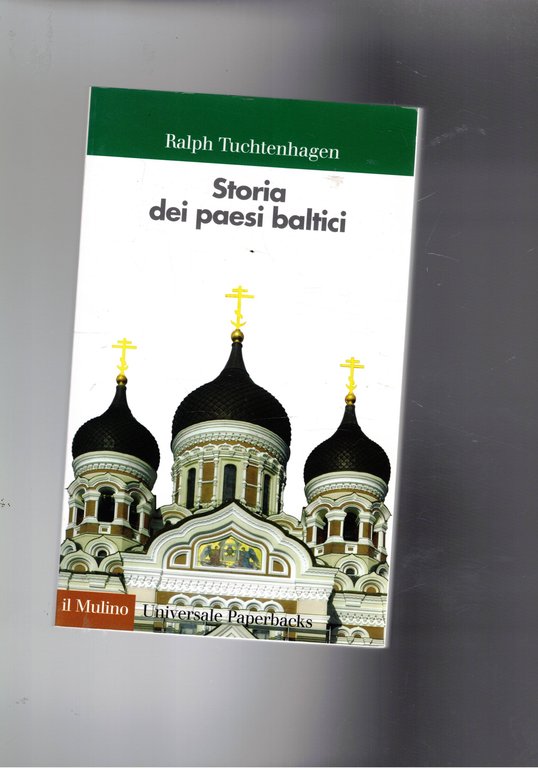 Ralph Tuchtenhagen
Storia
dei paesi baltici
il Mulino
Universale Paperbacks